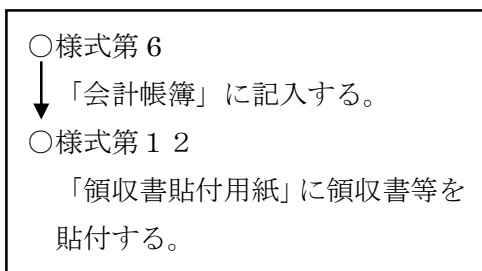 ○様式第6
「会計帳簿」に記入する。
○様式第１２
「領収書貼付用紙」に領収書等を
貼付する。